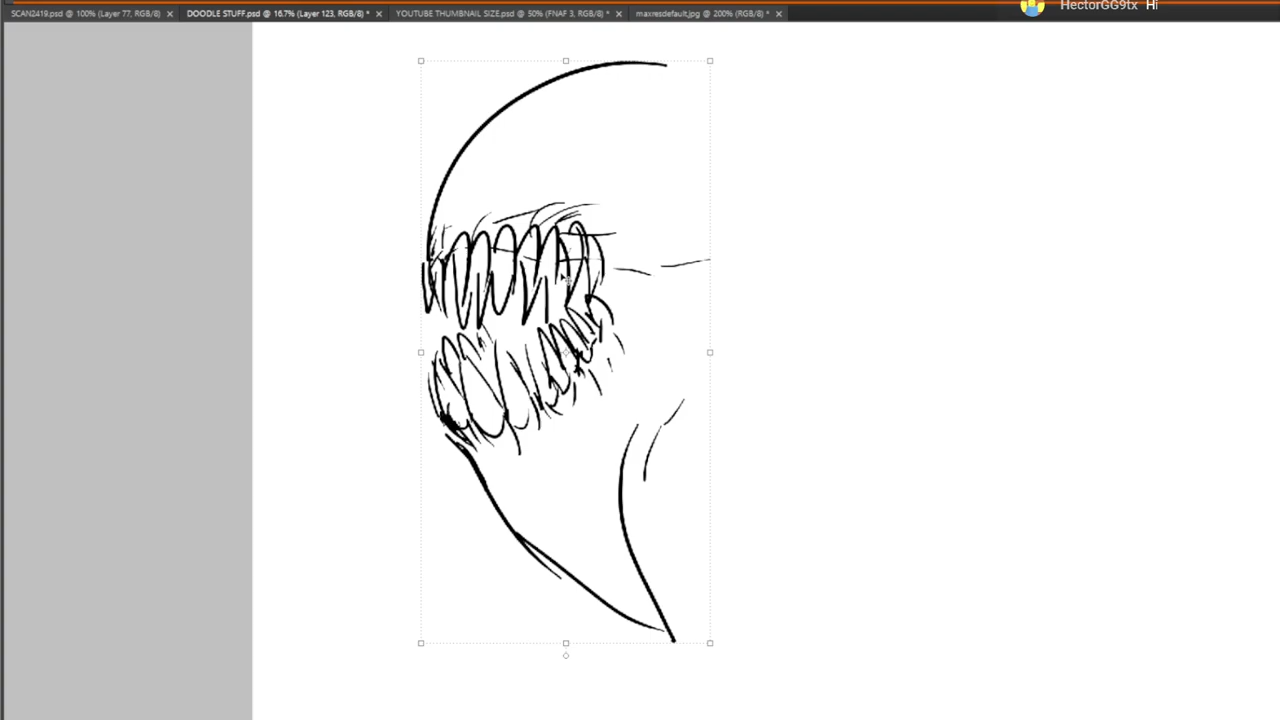 HectorGG9tx Hi
SCAN2419.psd @ 100% (Layer 77, RGB/8) DOODLE STUFF.psd @ 16.7% (Layer 123, RGB/8) * YOUTUBE THUMBNAIL SIZE.psd @ 50% (FNAF 3, RGB/8) * maxresdefault.jpg @ 200% (RGB/8) *